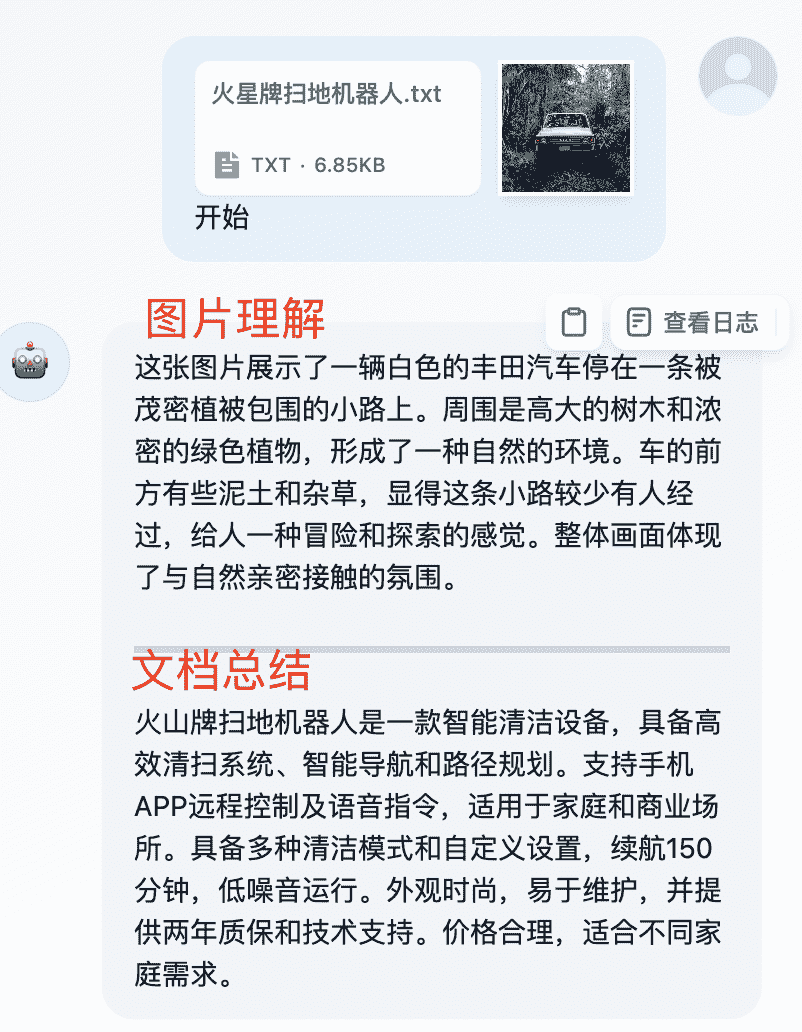 火星牌扫地机器人.txt
TXT · 6.85KB
开始
图片理解
查看日志
这张图片展示了一辆白色的丰田汽车停在一条被
茂密植被包围的小路上。周围是高大的树木和浓
密的绿色植物，形成了一种自然的环境。车的前
方有些泥土和杂草，显得这条小路较少有人经
过，给人一种冒险和探索的感觉。整体画面体现
了与自然亲密接触的氛围。
文档总结
火山牌扫地机器人是一款智能清洁设备，具备高
效清扫系统、智能导航和路径规划。支持手机
APP远程控制及语音指令，适用于家庭和商业场
所。具备多种清洁模式和自定义设置，续航150
分钟，低噪音运行。外观时尚，易于维护，并提
供两年质保和技术支持。价格合理，适合不同家
庭需求。